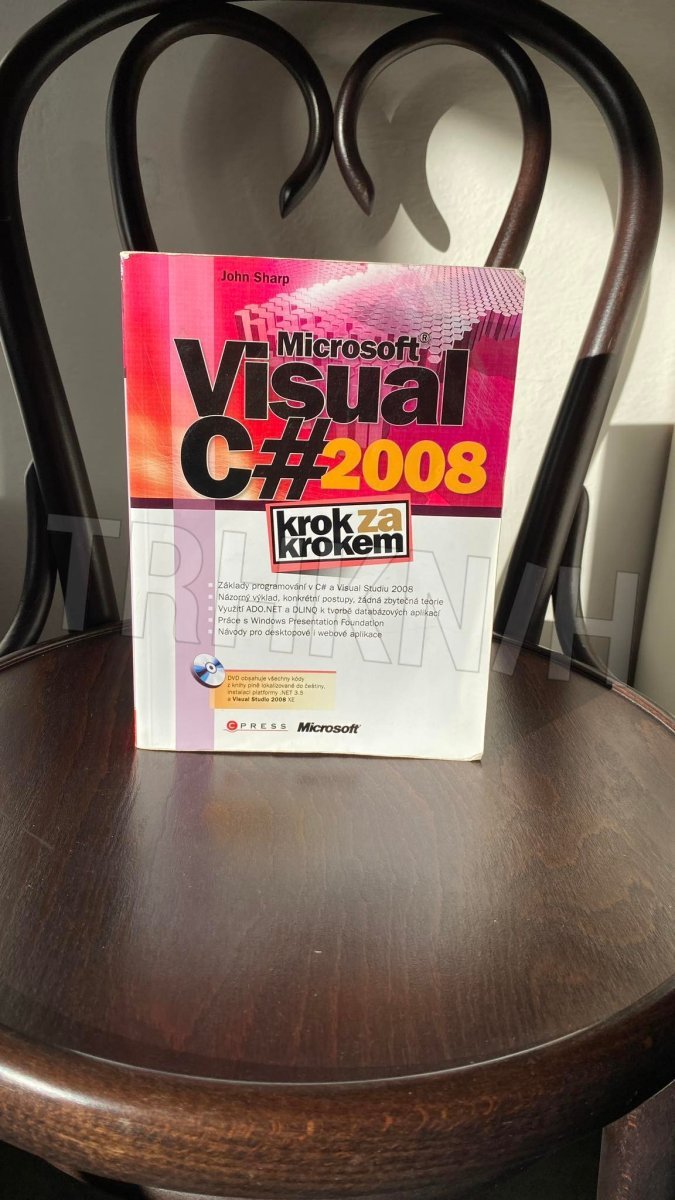 John Sharp
Microsoft®
Visual
C# 2008
krok za
krokem
Základy programování v C# a Visual Studiu 2008
Názorný výklad, konkrétní postupy, žádná zbytečná teorie
Využití ADO.NET a DLINQ k tvorbě databázových aplikací
Práce s Windows Presentation Foundation
Návody pro desktopové i webové aplikace
DVD obsahuje všechny kódy
z knihy plně lokalizované do češtiny,
instalaci platformy .NET 3.5
a Visual Studio 2008 XE
CPRESS Microsoft